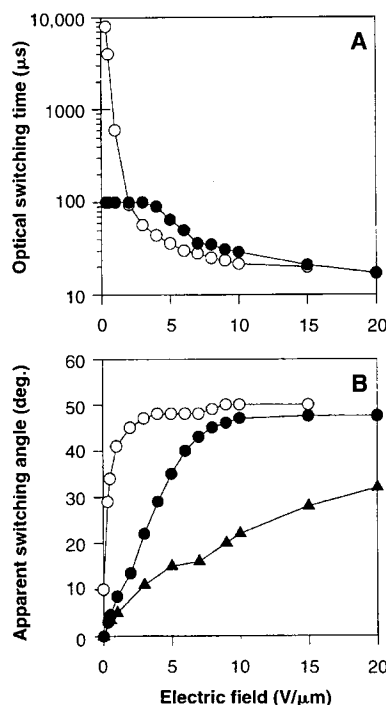 A
Optical switching time (μs)
10,000
1000
100
10
0 5 10 15 20
B
Apparent switching angle (deg.)
60
50
40
30
20
10
0
0 5 10 15 20
Electric field (V/μm)